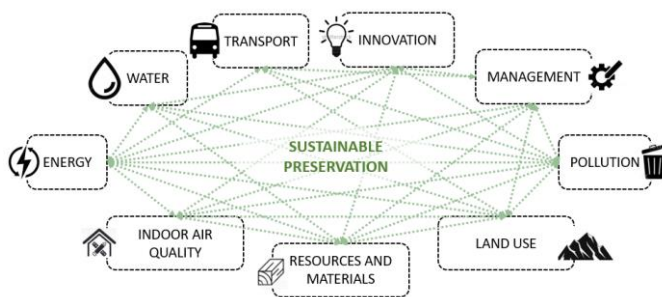 TRANSPORT
INNOVATION
WATER
MANAGEMENT
SUSTAINABLE
PRESERVATION
ENERGY
POLLUTION
INDOOR AIR
QUALITY
RESOURCES AND
MATERIALS
LAND USE